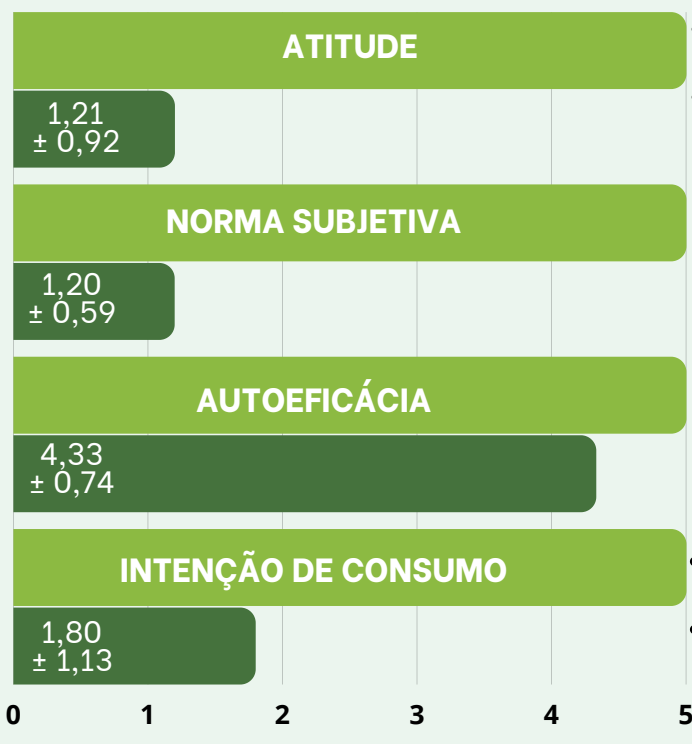 ATITUDE
1,21
± 0,92
NORMA SUBJETIVA
1,20
± 0,59
AUTOEFICÁCIA
4,33
± 0,74
INTENÇÃO DE CONSUMO
1,80
± 1,13
0 1 2 3 4 5